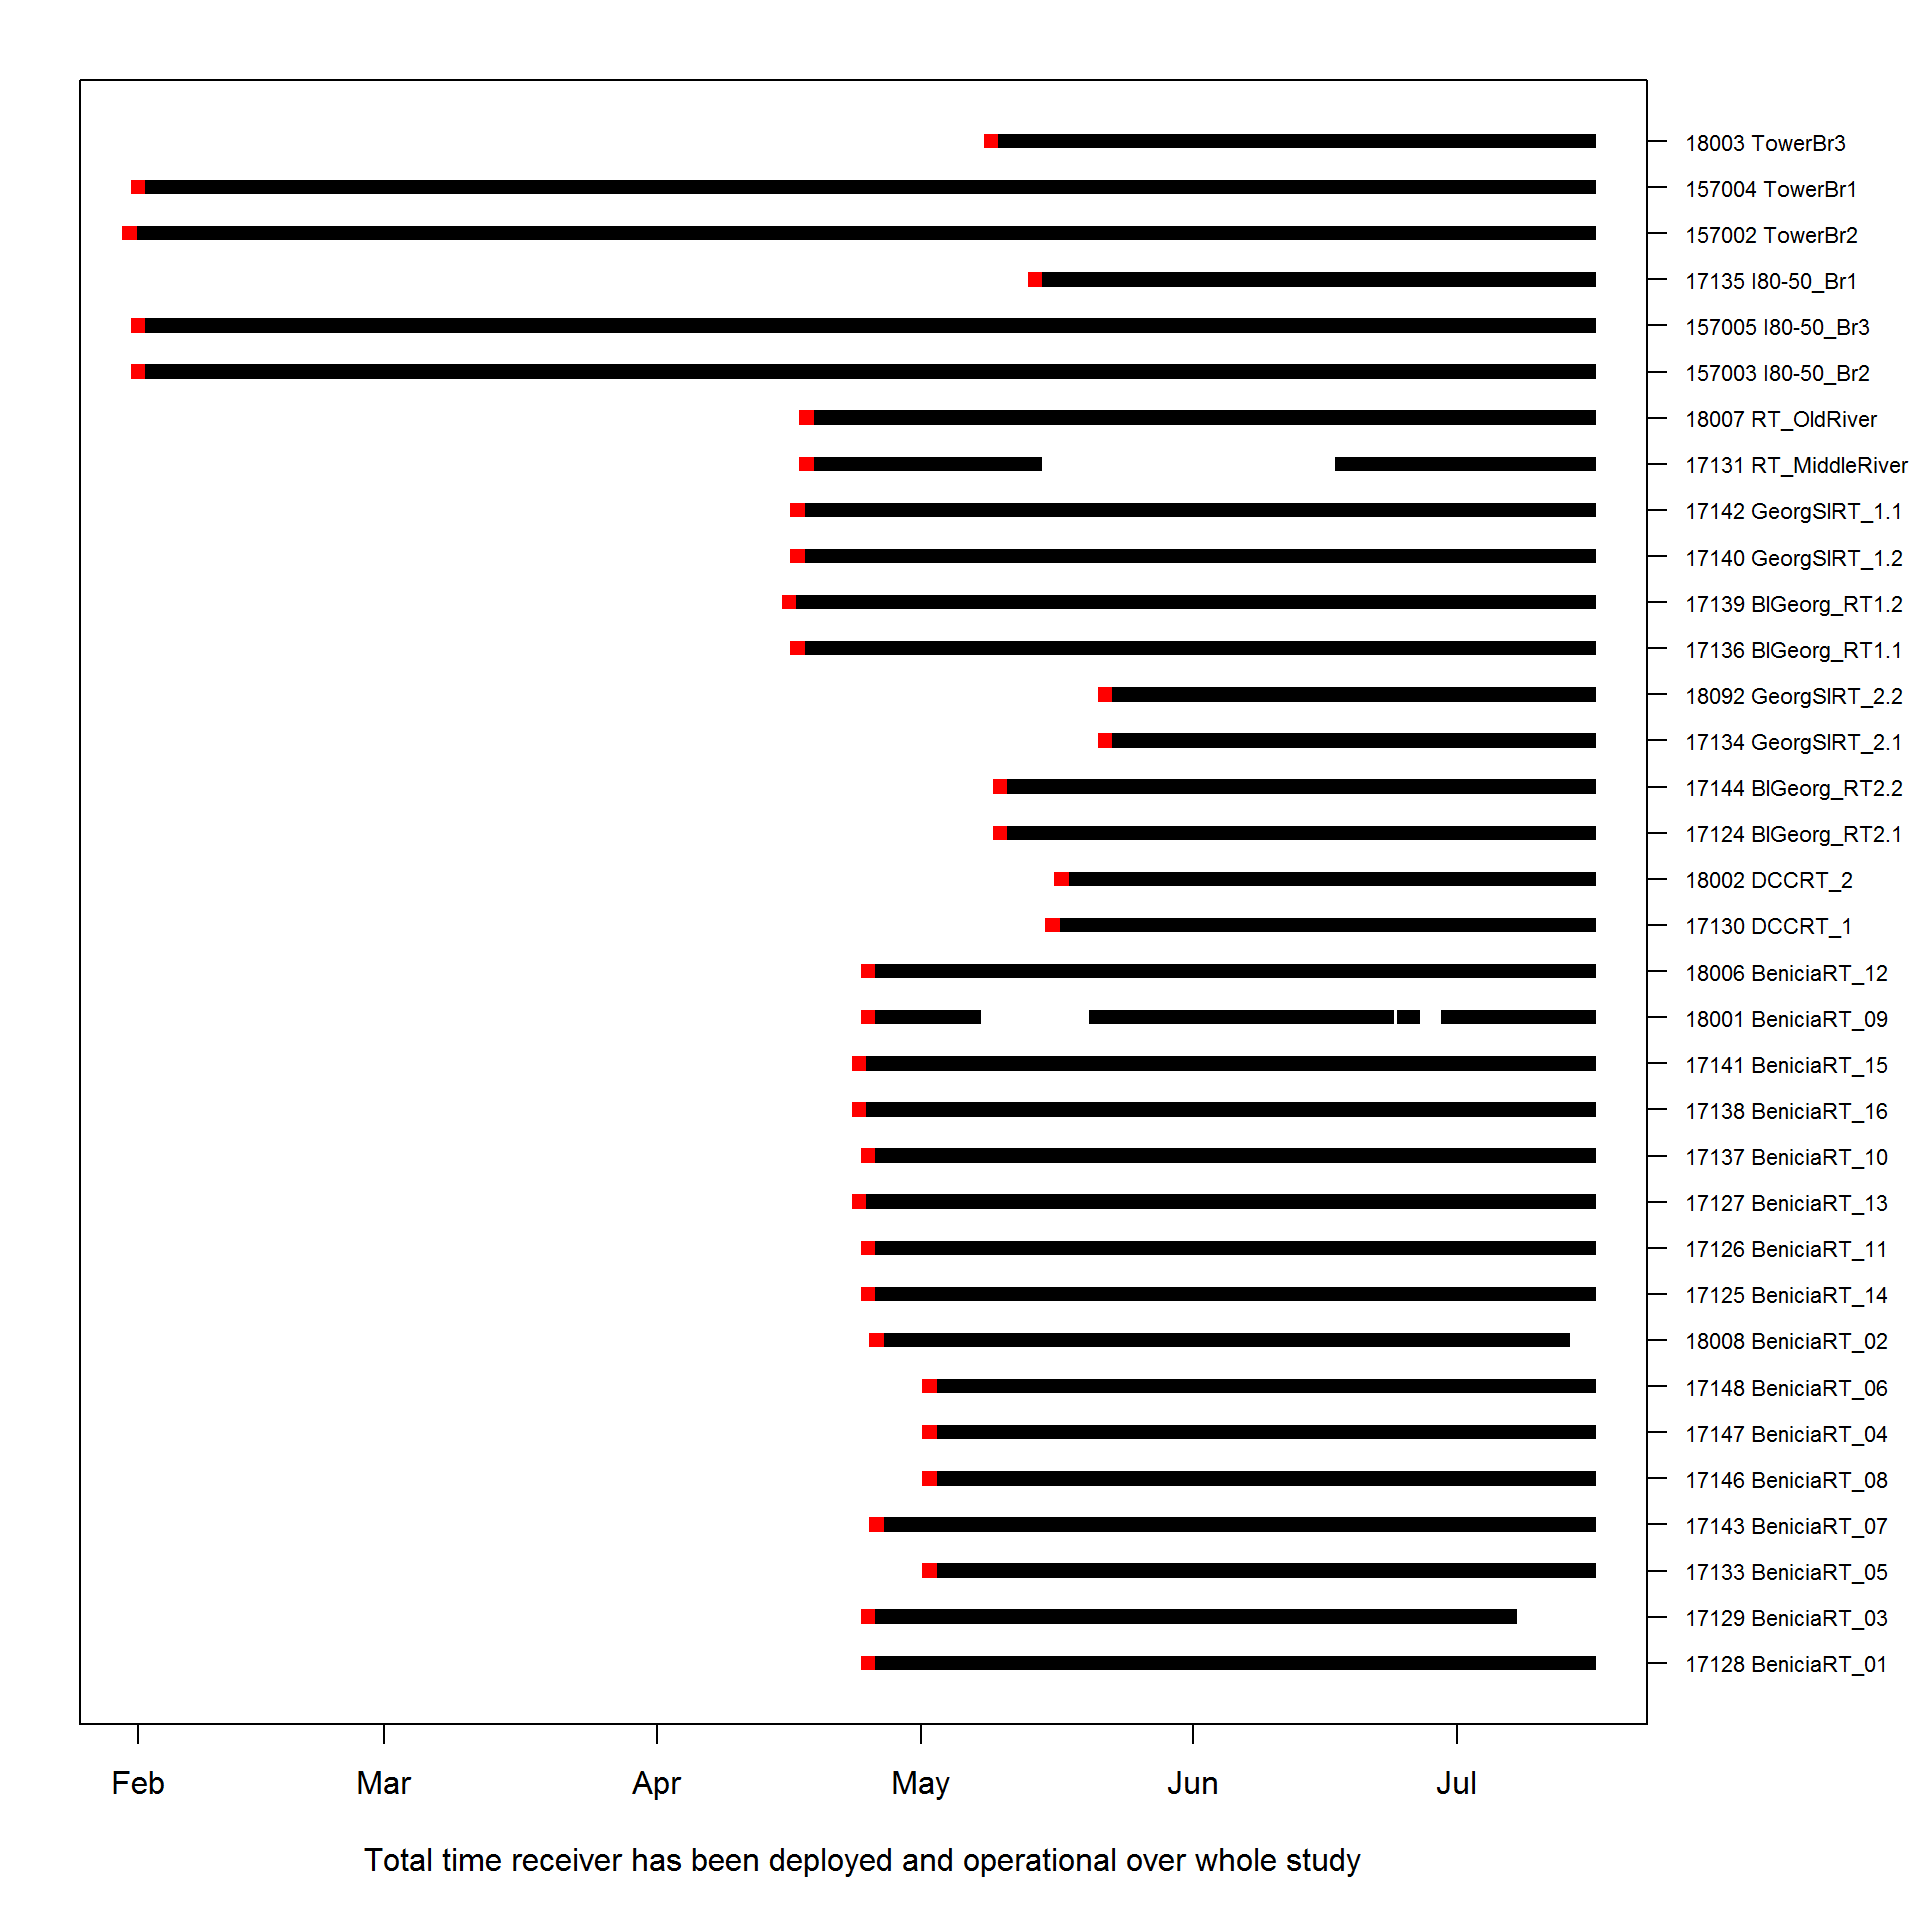 18003 TowerBr3
157004 TowerBr1
157002 TowerBr2
17135 I80-50_Br1
157005 I80-50_Br3
157003 I80-50_Br2
18007 RT_OldRiver
17131 RT_MiddleRiver
17142 GeorgSlRT_1.1
17140 GeorgSlRT_1.2
17139 BlGeorg_RT1.2
17136 BlGeorg_RT1.1
18092 GeorgSlRT_2.2
17134 GeorgSlRT_2.1
17144 BlGeorg_RT2.2
17124 BlGeorg_RT2.1
18002 DCCRT_2
17130 DCCRT_1
18006 BeniciaRT_12
18001 BeniciaRT_09
17141 BeniciaRT_15
17138 BeniciaRT_16
17137 BeniciaRT_10
17127 BeniciaRT_13
17126 BeniciaRT_11
17125 BeniciaRT_14
18008 BeniciaRT_02
17148 BeniciaRT_06
17147 BeniciaRT_04
17146 BeniciaRT_08
17143 BeniciaRT_07
17133 BeniciaRT_05
17129 BeniciaRT_03
17128 BeniciaRT_01
Feb Mar Apr May Jun Jul
Total time receiver has been deployed and operational over whole study